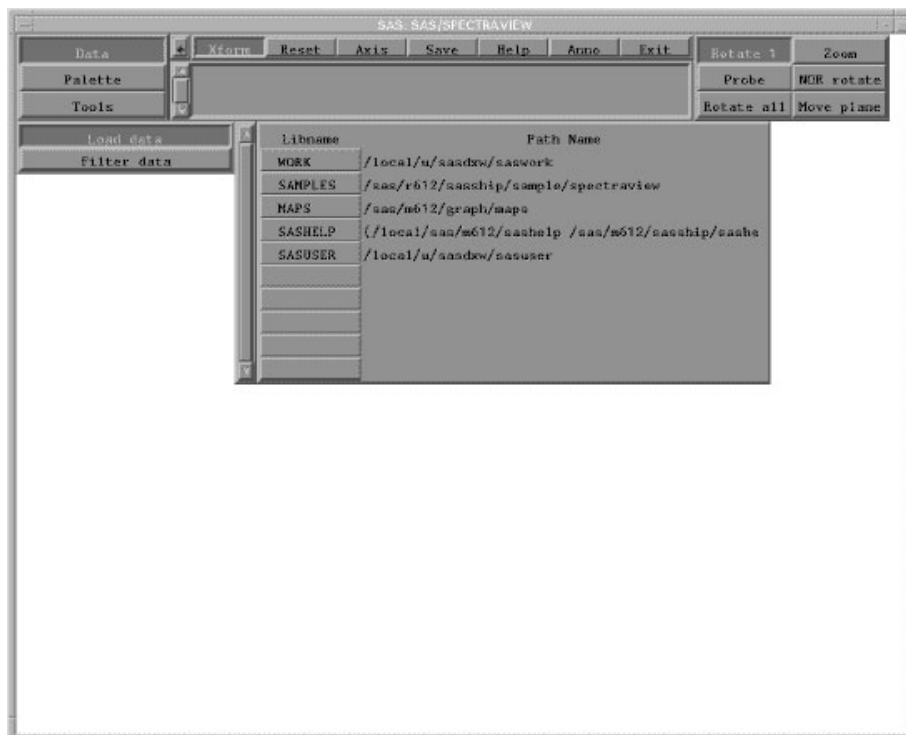 SAS: SAS/SPECTRAVIEW
Data Xform Reset Axis Save Help Anno Exit Rotate 1 Zoom
Palette Probe NOR rotate
Tools Rotate all Move plane
Load data Libname Path Name
Filter data WORK /local/u/sasdxw/saswork
SAMPLES /sas/r612/sasship/sample/spectraview
MAPS /sas/m612/graph/maps
SASHELP (/local/sas/m612/sashelp /sas/m612/sasship/sashe
SASUSER /local/u/sasdxw/sasuser